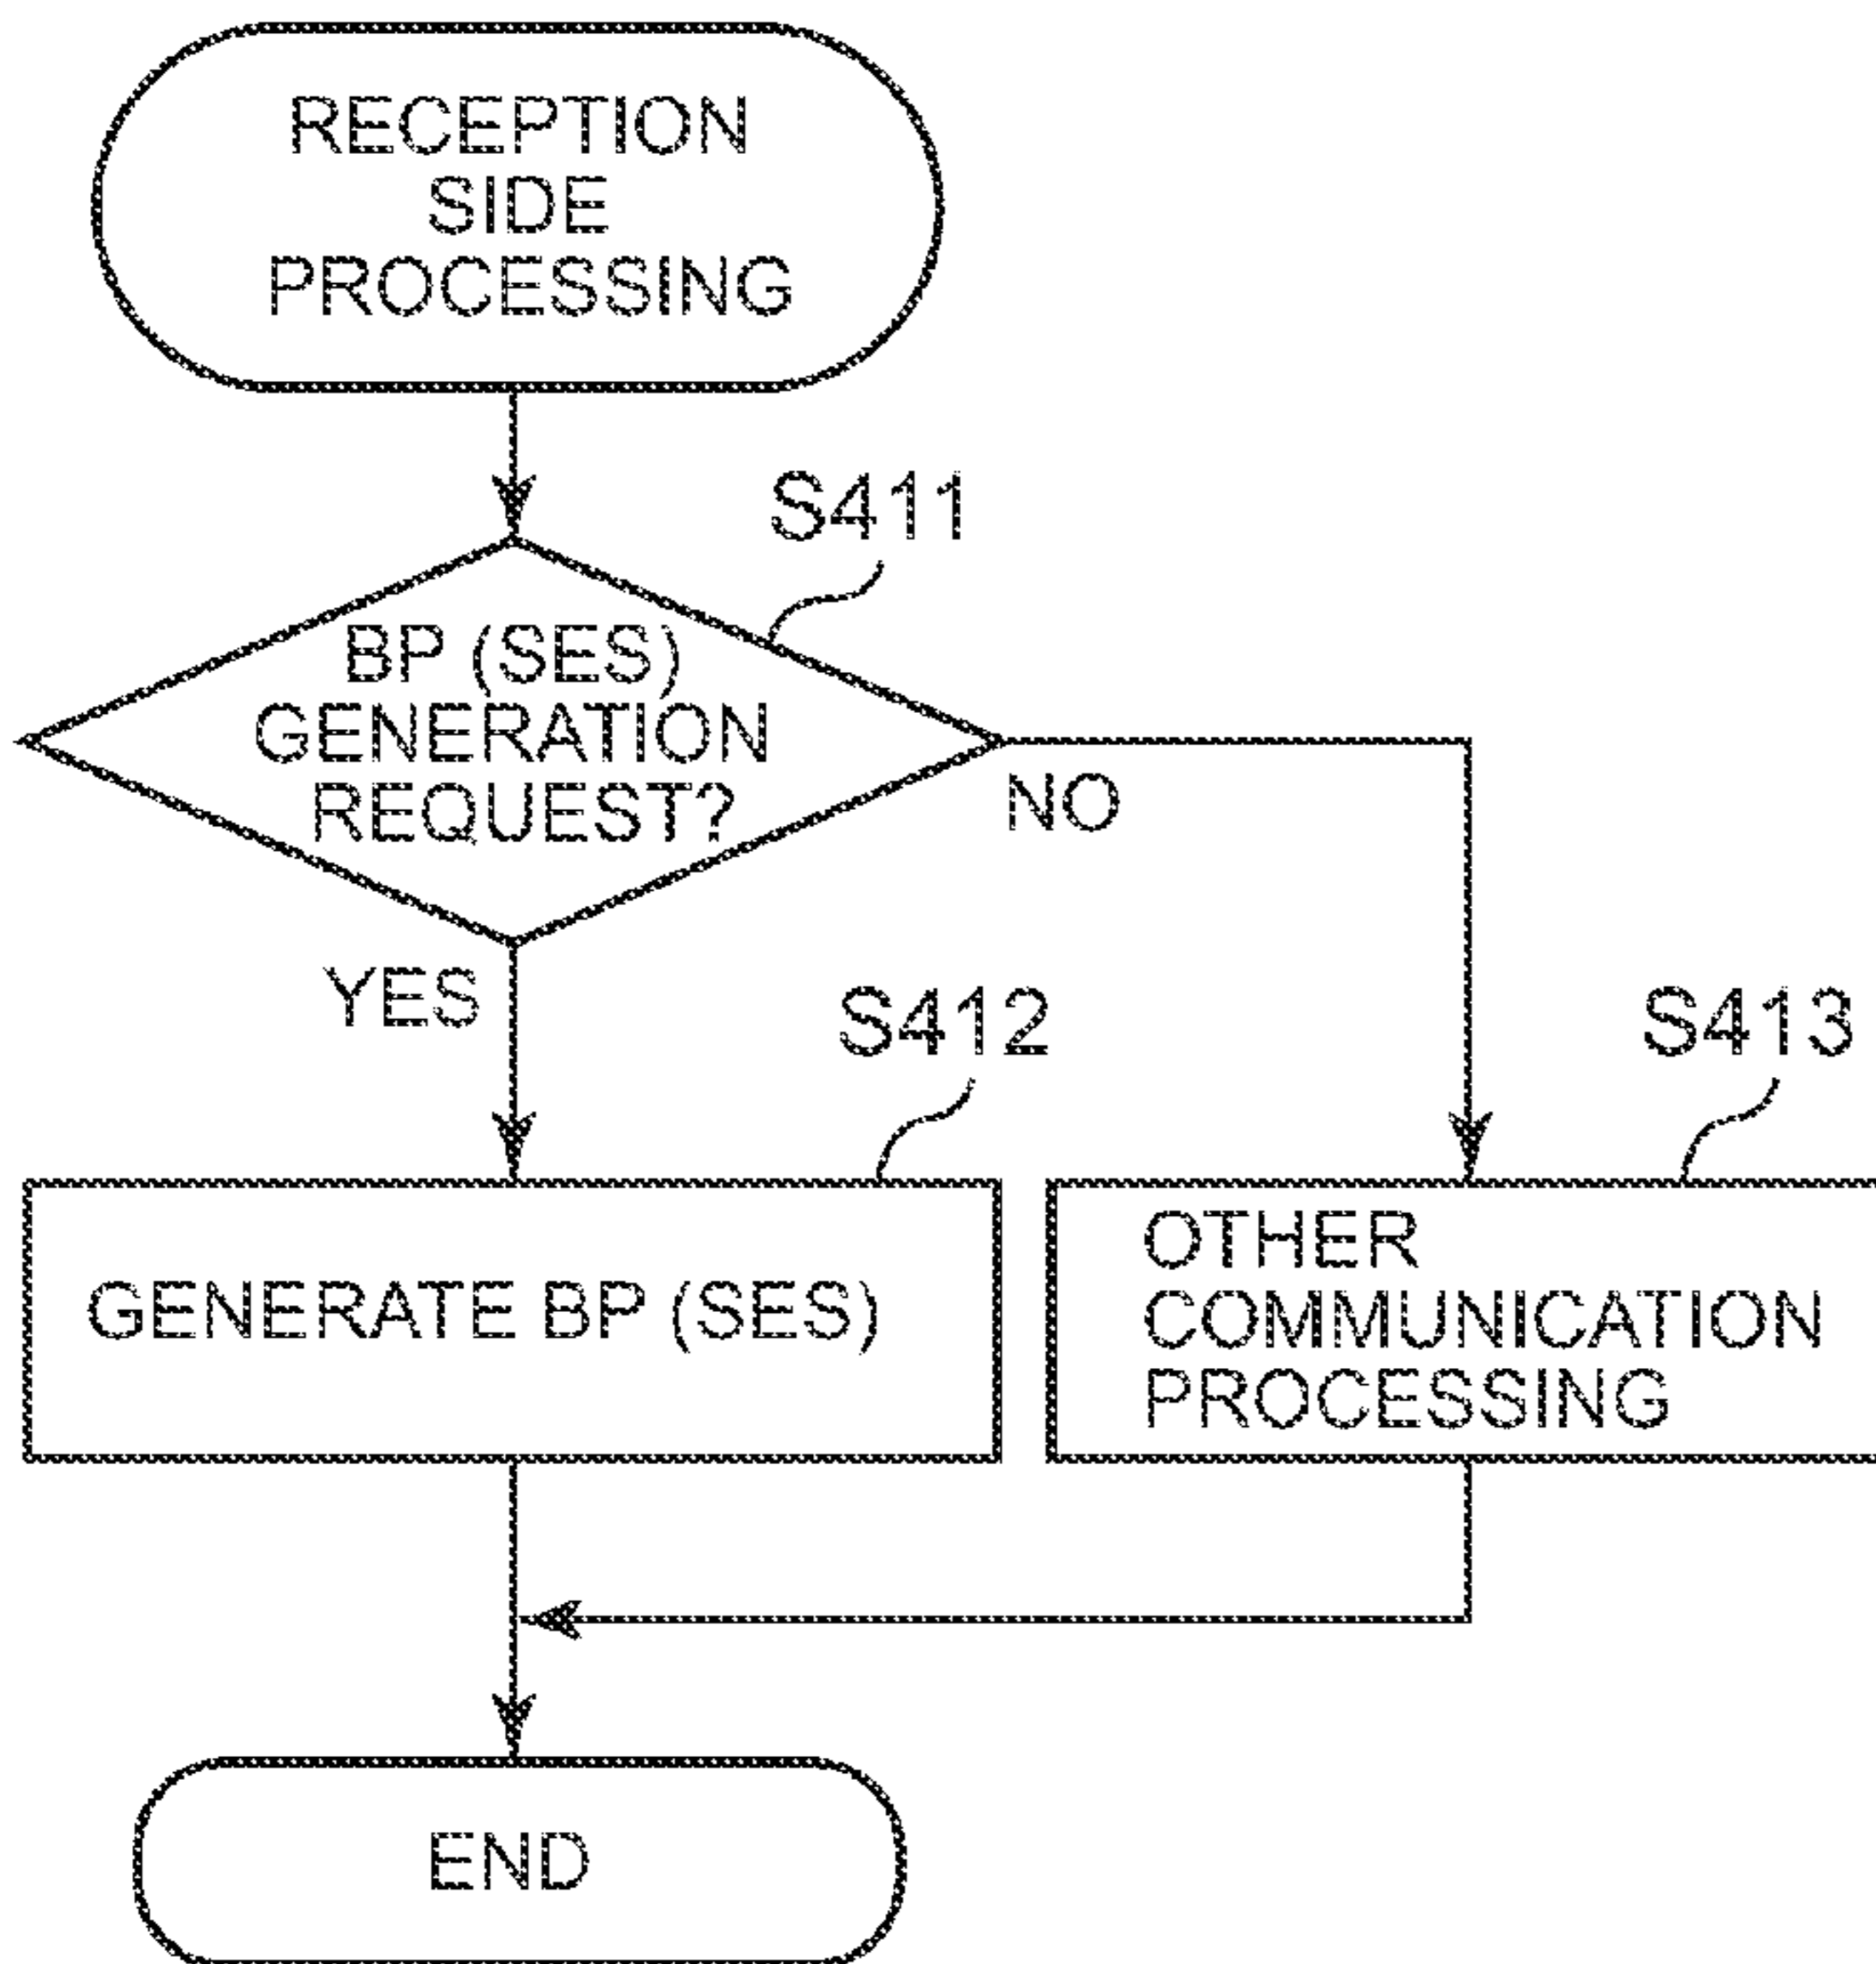 RECEPTION
SIDE
PROCESSING
S411
BP (SES)
GENERATION
REQUEST?
NO
YES
S412
S413
GENERATE BP (SES)
OTHER
COMMUNICATION
PROCESSING
END